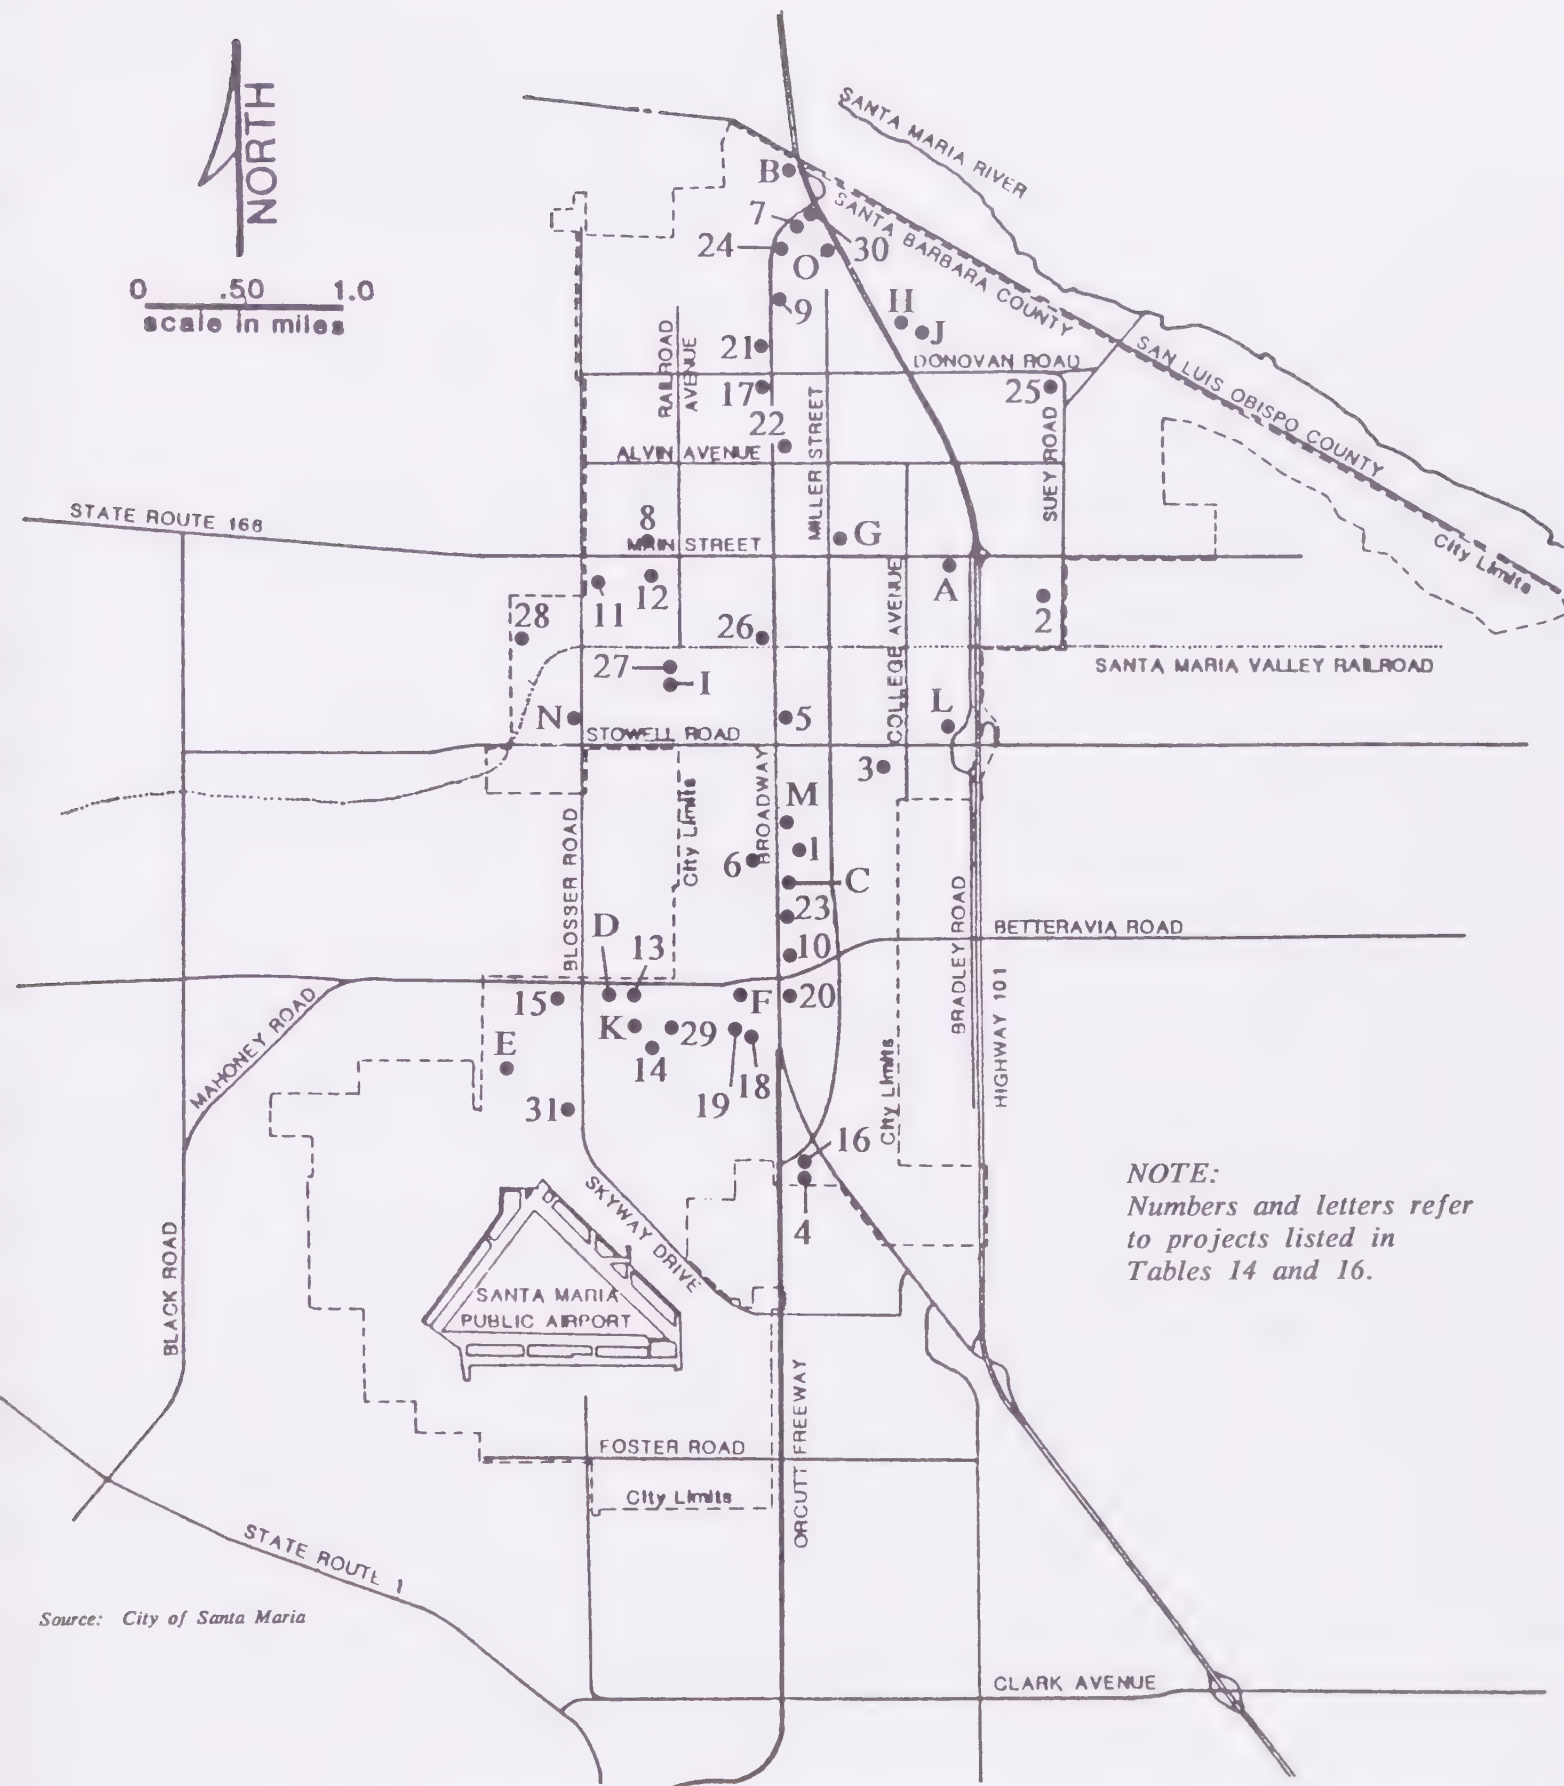 NORTH
0 .50 1.0
scale in miles
SANTA MARIA RIVER
B
SANTA BARBARA COUNTY
7
30
24
O
9
H
J
21
RAILROAD
AVENUE
DONOVAN ROAD
SAN LUIS OBISPO COUNTY
17
25
22
MILLER STREET
ALVIN AVENUE
SUEY ROAD
STATE ROUTE 166
8
MAIN STREET
G
City Limits
A
COLLEGE AVENUE
11
12
2
28
26
27
SANTA MARIA VALLEY RAILROAD
I
N
5
L
STOWELL ROAD
3
BROADWAY
M
City Limits
1
6
C
BLOSSER ROAD
23
BRADLEY ROAD
BETTERAVIA ROAD
D
13
10
15
F
20
MAHONEY ROAD
K
29
E
14
18
19
HIGHWAY 101
City Limits
31
16
SKYWAY DRIVE
4
NOTE:
Numbers and letters refer
to projects listed in
Tables 14 and 16.
BLACK ROAD
SANTA MARIA
PUBLIC AIRPORT
ORCUTT FREEWAY
FOSTER ROAD
City Limits
STATE ROUTE 1
Source: City of Santa Maria
CLARK AVENUE